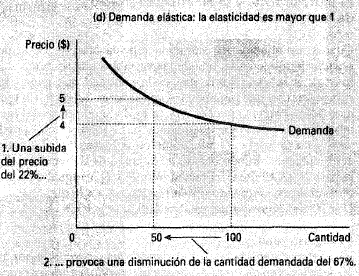 (d) Demanda elástica: la elasticidad es mayor que 1
Precio ($)
5
4
Demanda
1. Una subida
del precio
del 22%...
0
50
100
Cantidad
2. ... provoca una disminución de la cantidad demandada del 67%.